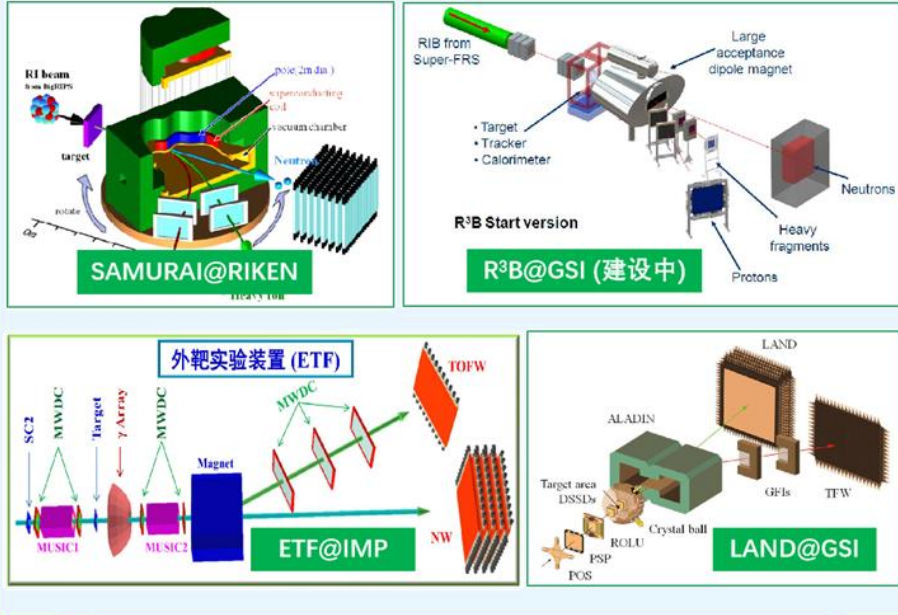 pole(2m dia.)
RI beam
from BigRIPS
superconducting
coil
vacuum chamber
target
Neutron
rotate
SAMURAI@RIKEN
Heavy Ion
RIB from
Super-FRS
Large
acceptance
dipole magnet
• Target
• Tracker
• Calorimeter
Neutrons
R³B Start version
Heavy
fragments
Protons
R³B@GSI (建设中)
外靶实验装置 (ETF)
TOFW
MWDC
SC2
MWDC
Target
γ Array
MWDC
Magnet
MUSIC1
MUSIC2
NW
ETF@IMP
LAND
ALADIN
Target area
DSSDs
GFIs
TFW
Crystal ball
ROLU
PSP
POS
LAND@GSI